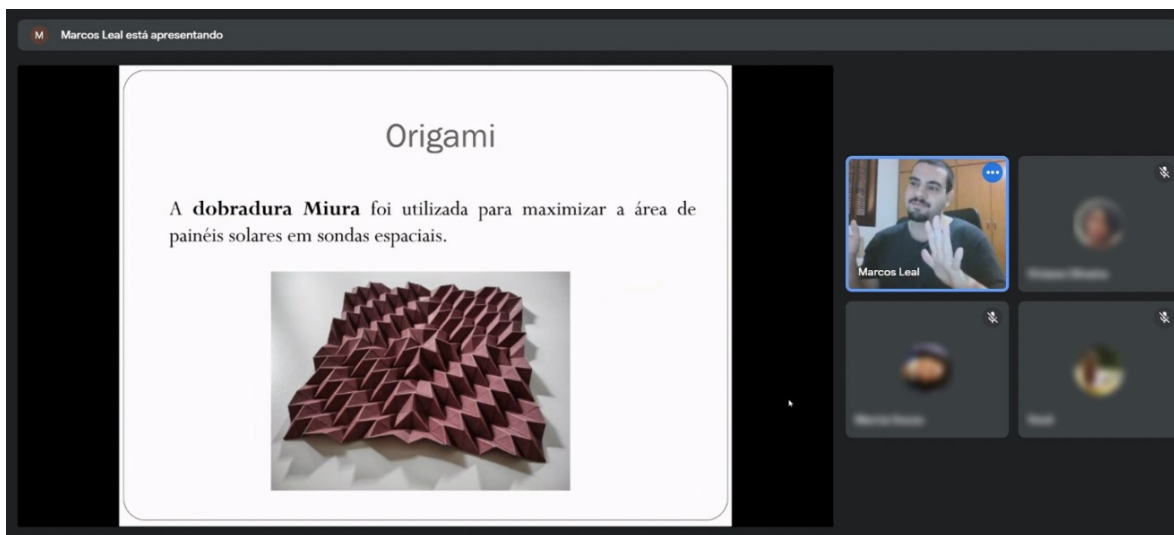 M Marcos Leal está apresentando
Origami
A dobradura Miura foi utilizada para maximizar a área de
painéis solares em sondas espaciais.
Marcos Leal